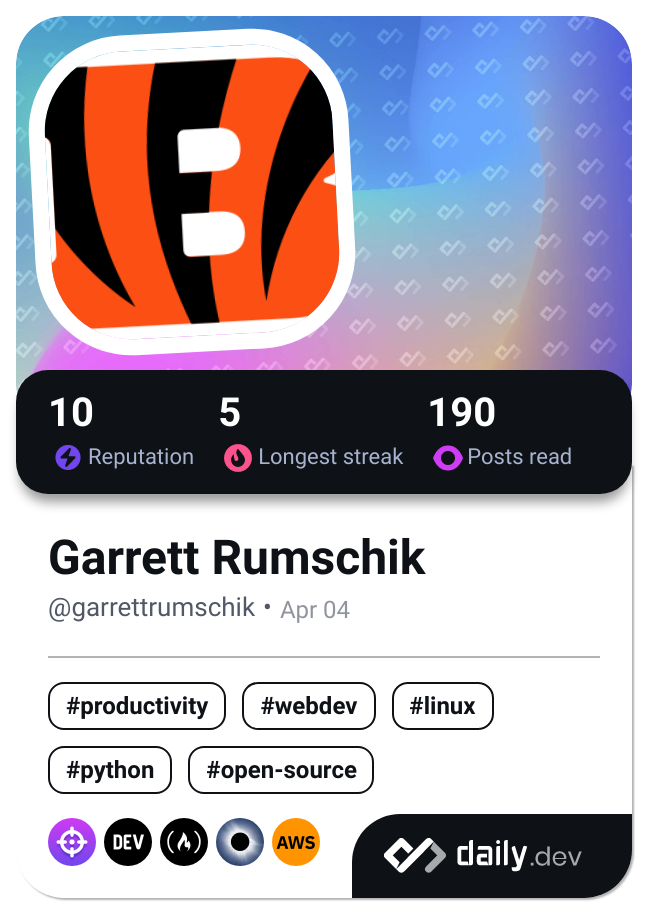 B
10 5 190
Reputation Longest streak Posts read
Garrett Rumschik
@garrettrumschik • Apr 04
#productivity #webdev #linux
#python #open-source
DEV AWS
daily.dev